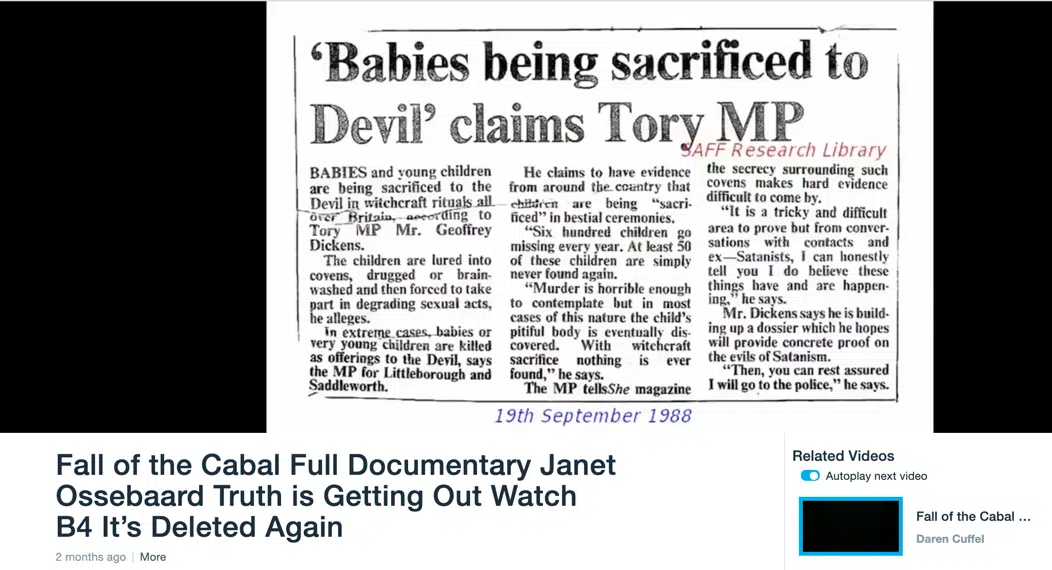 ‘Babies being sacrificed to
Devil’ claims Tory MP
SAFF Research Library
BABIES and young children
are being sacrificed to the
Devil in witchcraft rituals all
over Britain, according to
Tory MP Mr. Geoffrey
Dickens.
The children are lured into
covens, drugged or brain-
washed and then forced to take
part in degrading sexual acts,
he alleges.
In extreme cases, babies or
very young children are killed
as offerings to the Devil, says
the MP for Littleborough and
Saddleworth.
He claims to have evidence
from around the country that
children are being “sacri-
ficed” in bestial ceremonies.
“Six hundred children go
missing every year. At least 50
of these children are simply
never found again.
“Murder is horrible enough
to contemplate but in most
cases of this nature the child’s
pitiful body is eventually dis-
covered. With witchcraft
sacrifice nothing is ever
found,” he says.
The MP tells She magazine
the secrecy surrounding such
covens makes hard evidence
difficult to come by.
“It is a tricky and difficult
area to prove but from conver-
sations with contacts and
ex—Satanists, I can honestly
tell you I do believe these
things have and are happen-
ing,” he says.
Mr. Dickens says he is build-
ing up a dossier which he hopes
will provide concrete proof on
the evils of Satanism.
“Then, you can rest assured
I will go to the police,” he says.
19th September 1988
Fall of the Cabal Full Documentary Janet
Ossebaard Truth is Getting Out Watch
B4 It’s Deleted Again
2 months ago | More
Related Videos
Autoplay next video
Fall of the Cabal ...
Daren Cuffel